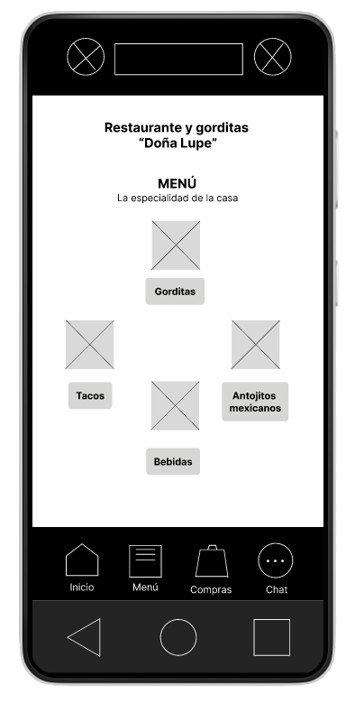 Restaurante y gorditas
“Doña Lupe”
MENÚ
La especialidad de la casa
Gorditas
Tacos
Antojitos
mexicanos
Bebidas
Inicio
Menú
Compras
Chat